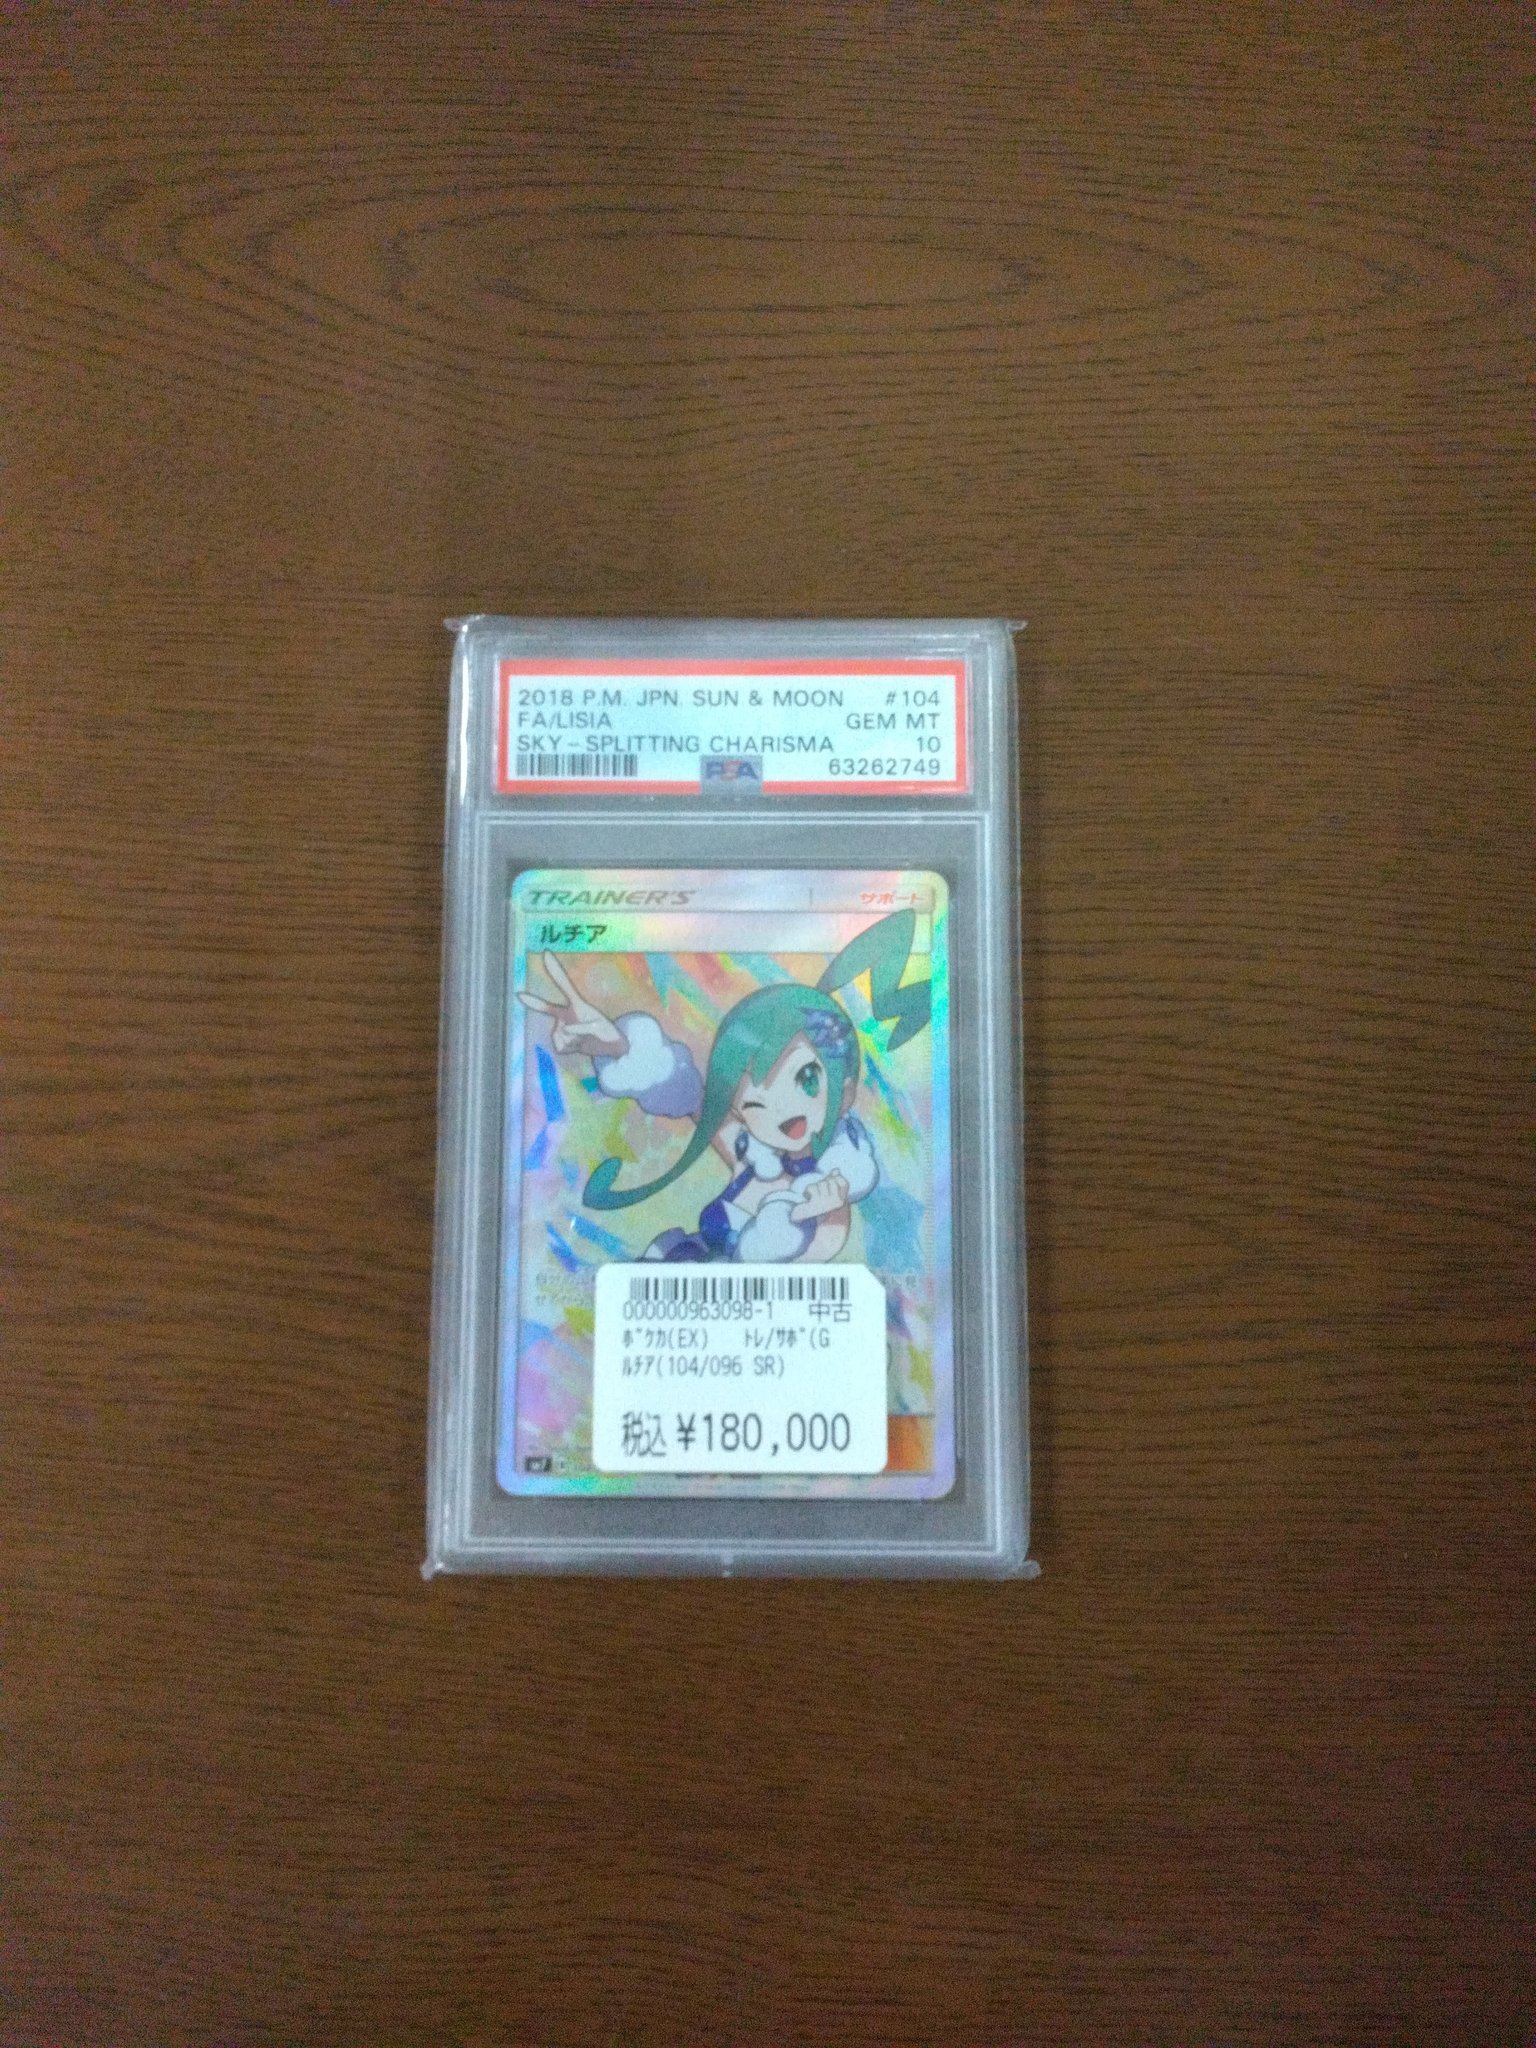 2018 P.M. JPN. SUN & MOON #104
FA/LISIA GEM MT
SKY-SPLITTING CHARISMA 10
PSA 63262749
TRAINER'S サポート
ルチア
000000963098-1 中古
ﾎﾟｹｶ(EX) ﾄﾚ/ｻﾎﾟ(G
ﾙﾁｱ(104/096 SR)
税込 ¥180,000